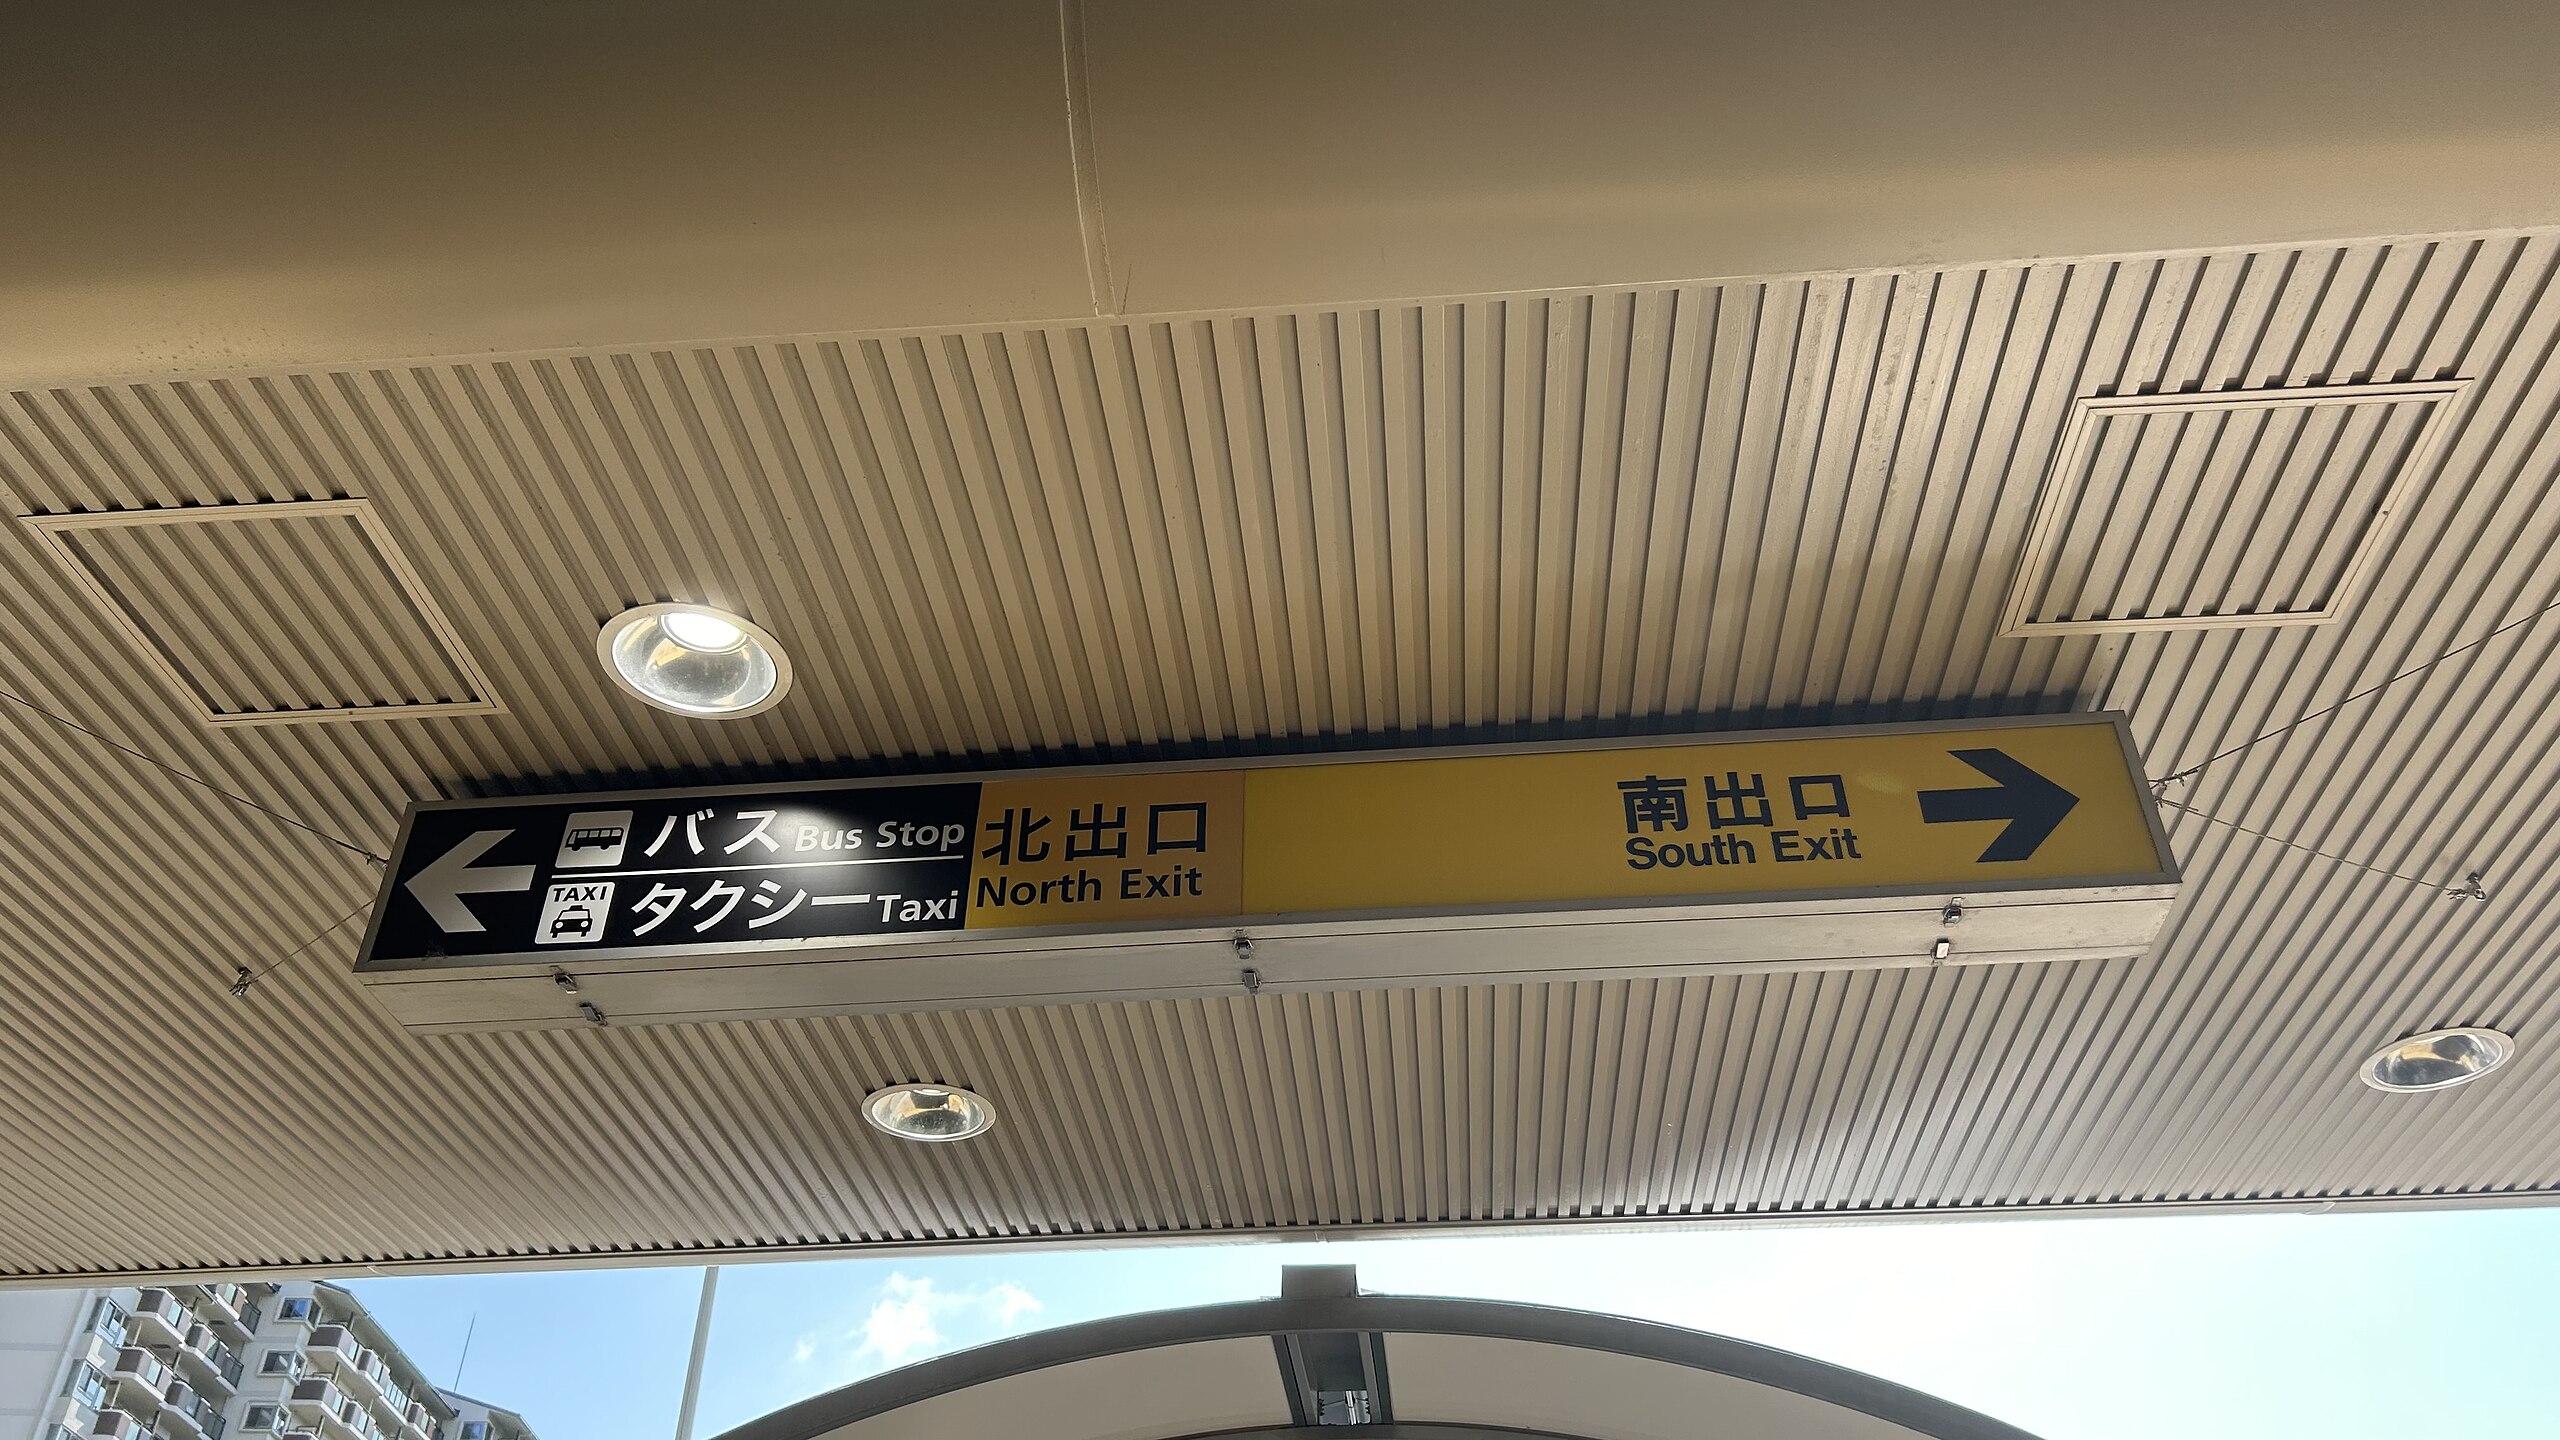 バス Bus Stop
TAXI
タクシー Taxi
北出口
North Exit
南出口
South Exit